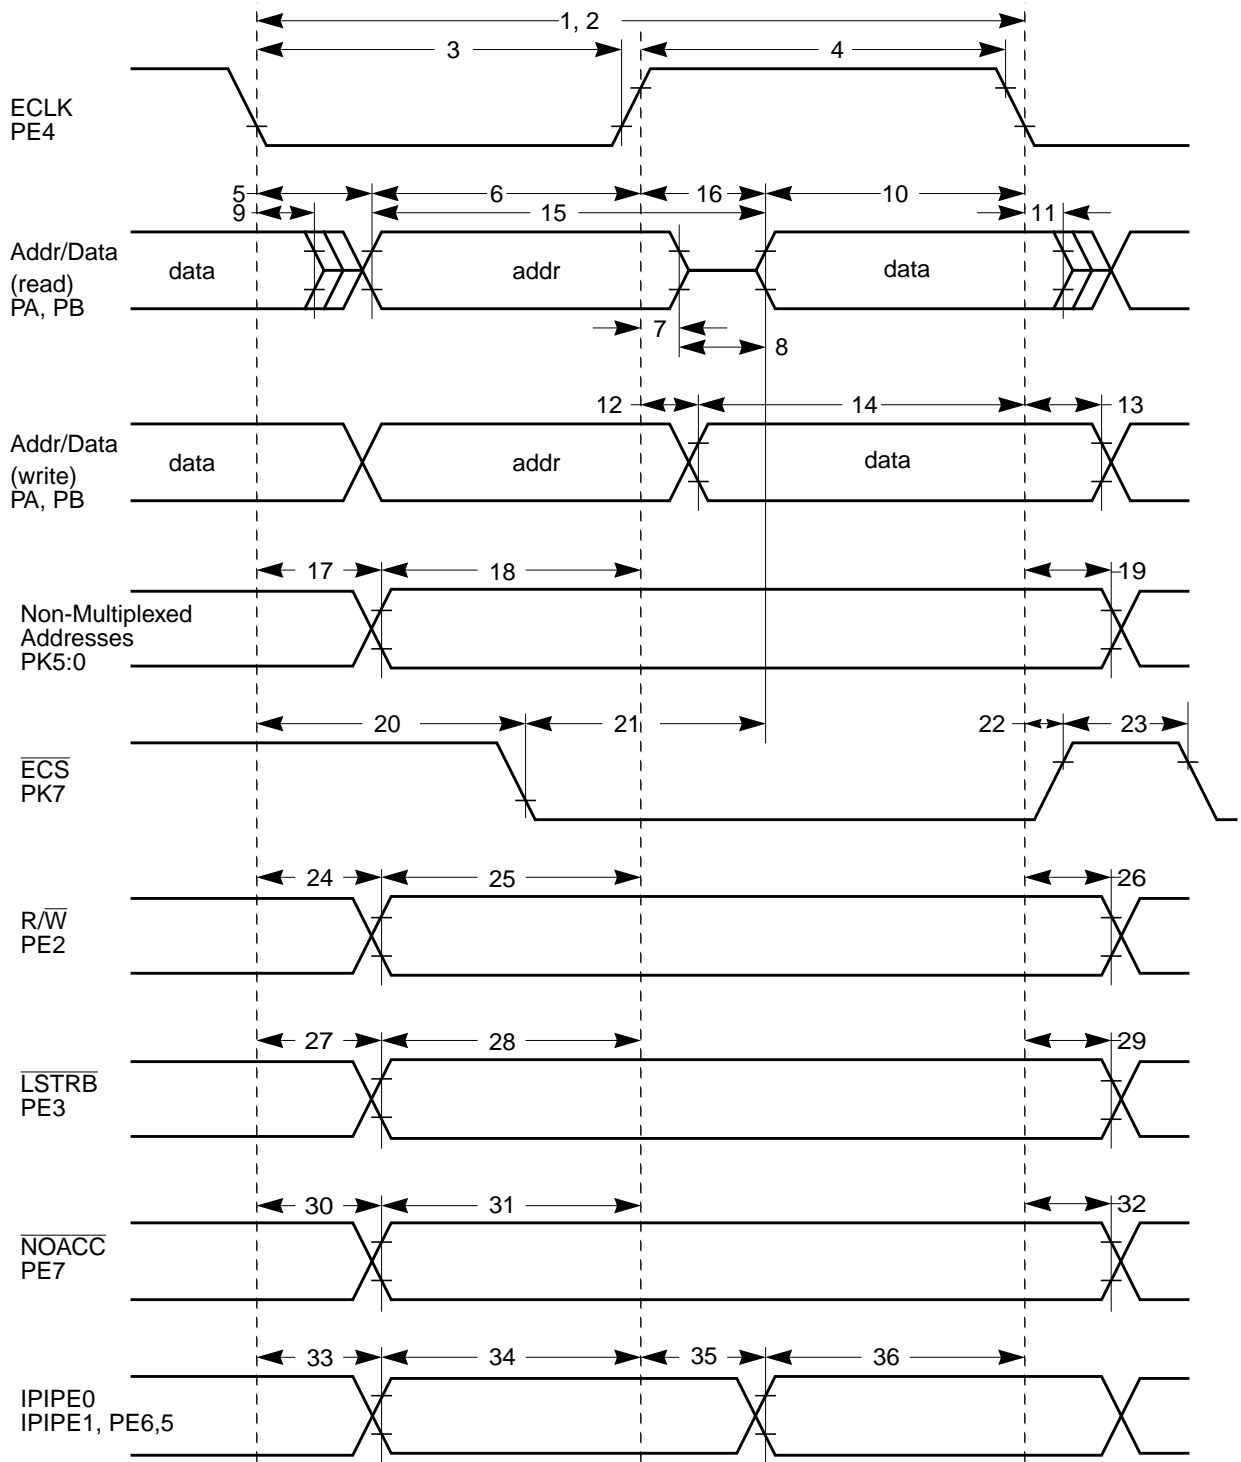 1, 2
3
4
ECLK
PE4
5
6
16
10
9
15
11
Addr/Data
(read)
PA, PB
data
addr
data
7
8
12
14
13
Addr/Data
(write)
PA, PB
data
addr
data
17
18
19
Non-Multiplexed
Addresses
PK5:0
20
21
22
23
ECS
PK7
24
25
26
R/W
PE2
27
28
29
LSTRB
PE3
30
31
32
NOACC
PE7
33
34
35
36
IPIPE0
IPIPE1, PE6,5